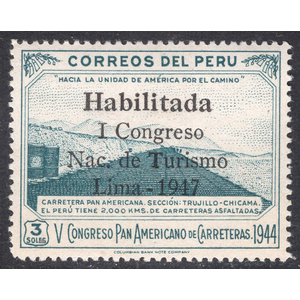 CORREOS DEL PERU
"HACIA LA UNIDAD DE AMÉRICA POR EL CAMINO"
Habilitada
I Congreso
Nac. de Turismo
Lima - 1947
CARRETERA PAN AMERICANA. SECCIÓN: TRUJILLO - CHICAMA.
EL PERÚ TIENE 2,000 KMS. DE CARRETERAS ASFALTADAS.
3 SOLES
V CONGRESO PAN AMERICANO DE CARRETERAS. 1944
COLUMBIAN BANK NOTE COMPANY